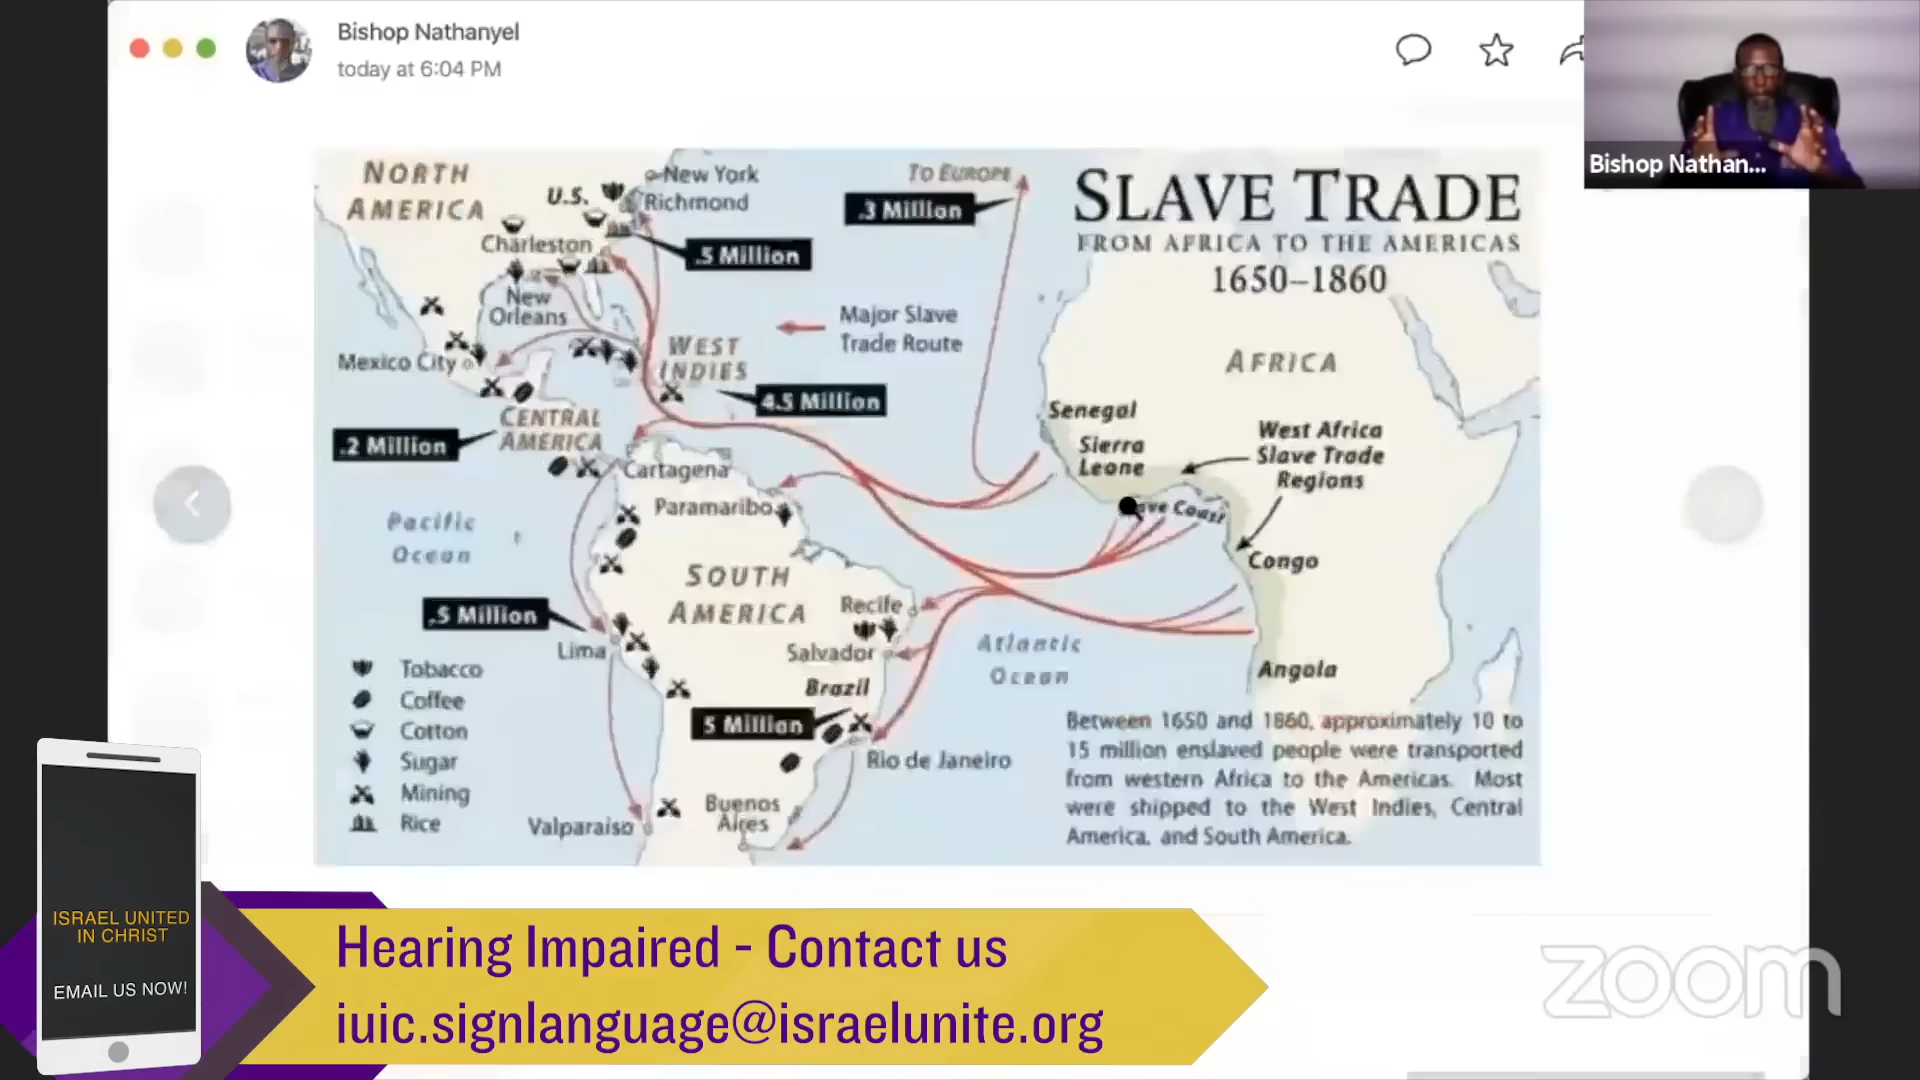 Bishop Nathanyel
today at 6:04 PM
Bishop Nathan...
NORTH
AMERICA
U.S.
New York
Richmond
Charleston
.5 Million
New
Orleans
Mexico City
TO EUROPE
.3 Million
SLAVE TRADE
FROM AFRICA TO THE AMERICAS
1650–1860
Major Slave
Trade Route
WEST
INDIES
4.5 Million
CENTRAL
AMERICA
.2 Million
AFRICA
Senegal
Sierra
Leone
West Africa
Slave Trade
Regions
ave Coast
Congo
Angola
Cartagena
Paramaribo
Pacific
Ocean
SOUTH
AMERICA
.5 Million
Lima
Recife
Salvador
Brazil
5 Million
Rio de Janeiro
Atlantic
Ocean
Buenos
Aires
Valparaiso
Tobacco
Coffee
Cotton
Sugar
Mining
Rice
Between 1650 and 1860, approximately 10 to
15 million enslaved people were transported
from western Africa to the Americas. Most
were shipped to the West Indies, Central
America, and South America.
ISRAEL UNITED
IN CHRIST
EMAIL US NOW!
Hearing Impaired - Contact us
iuic.signlanguage@israelunite.org
zoom